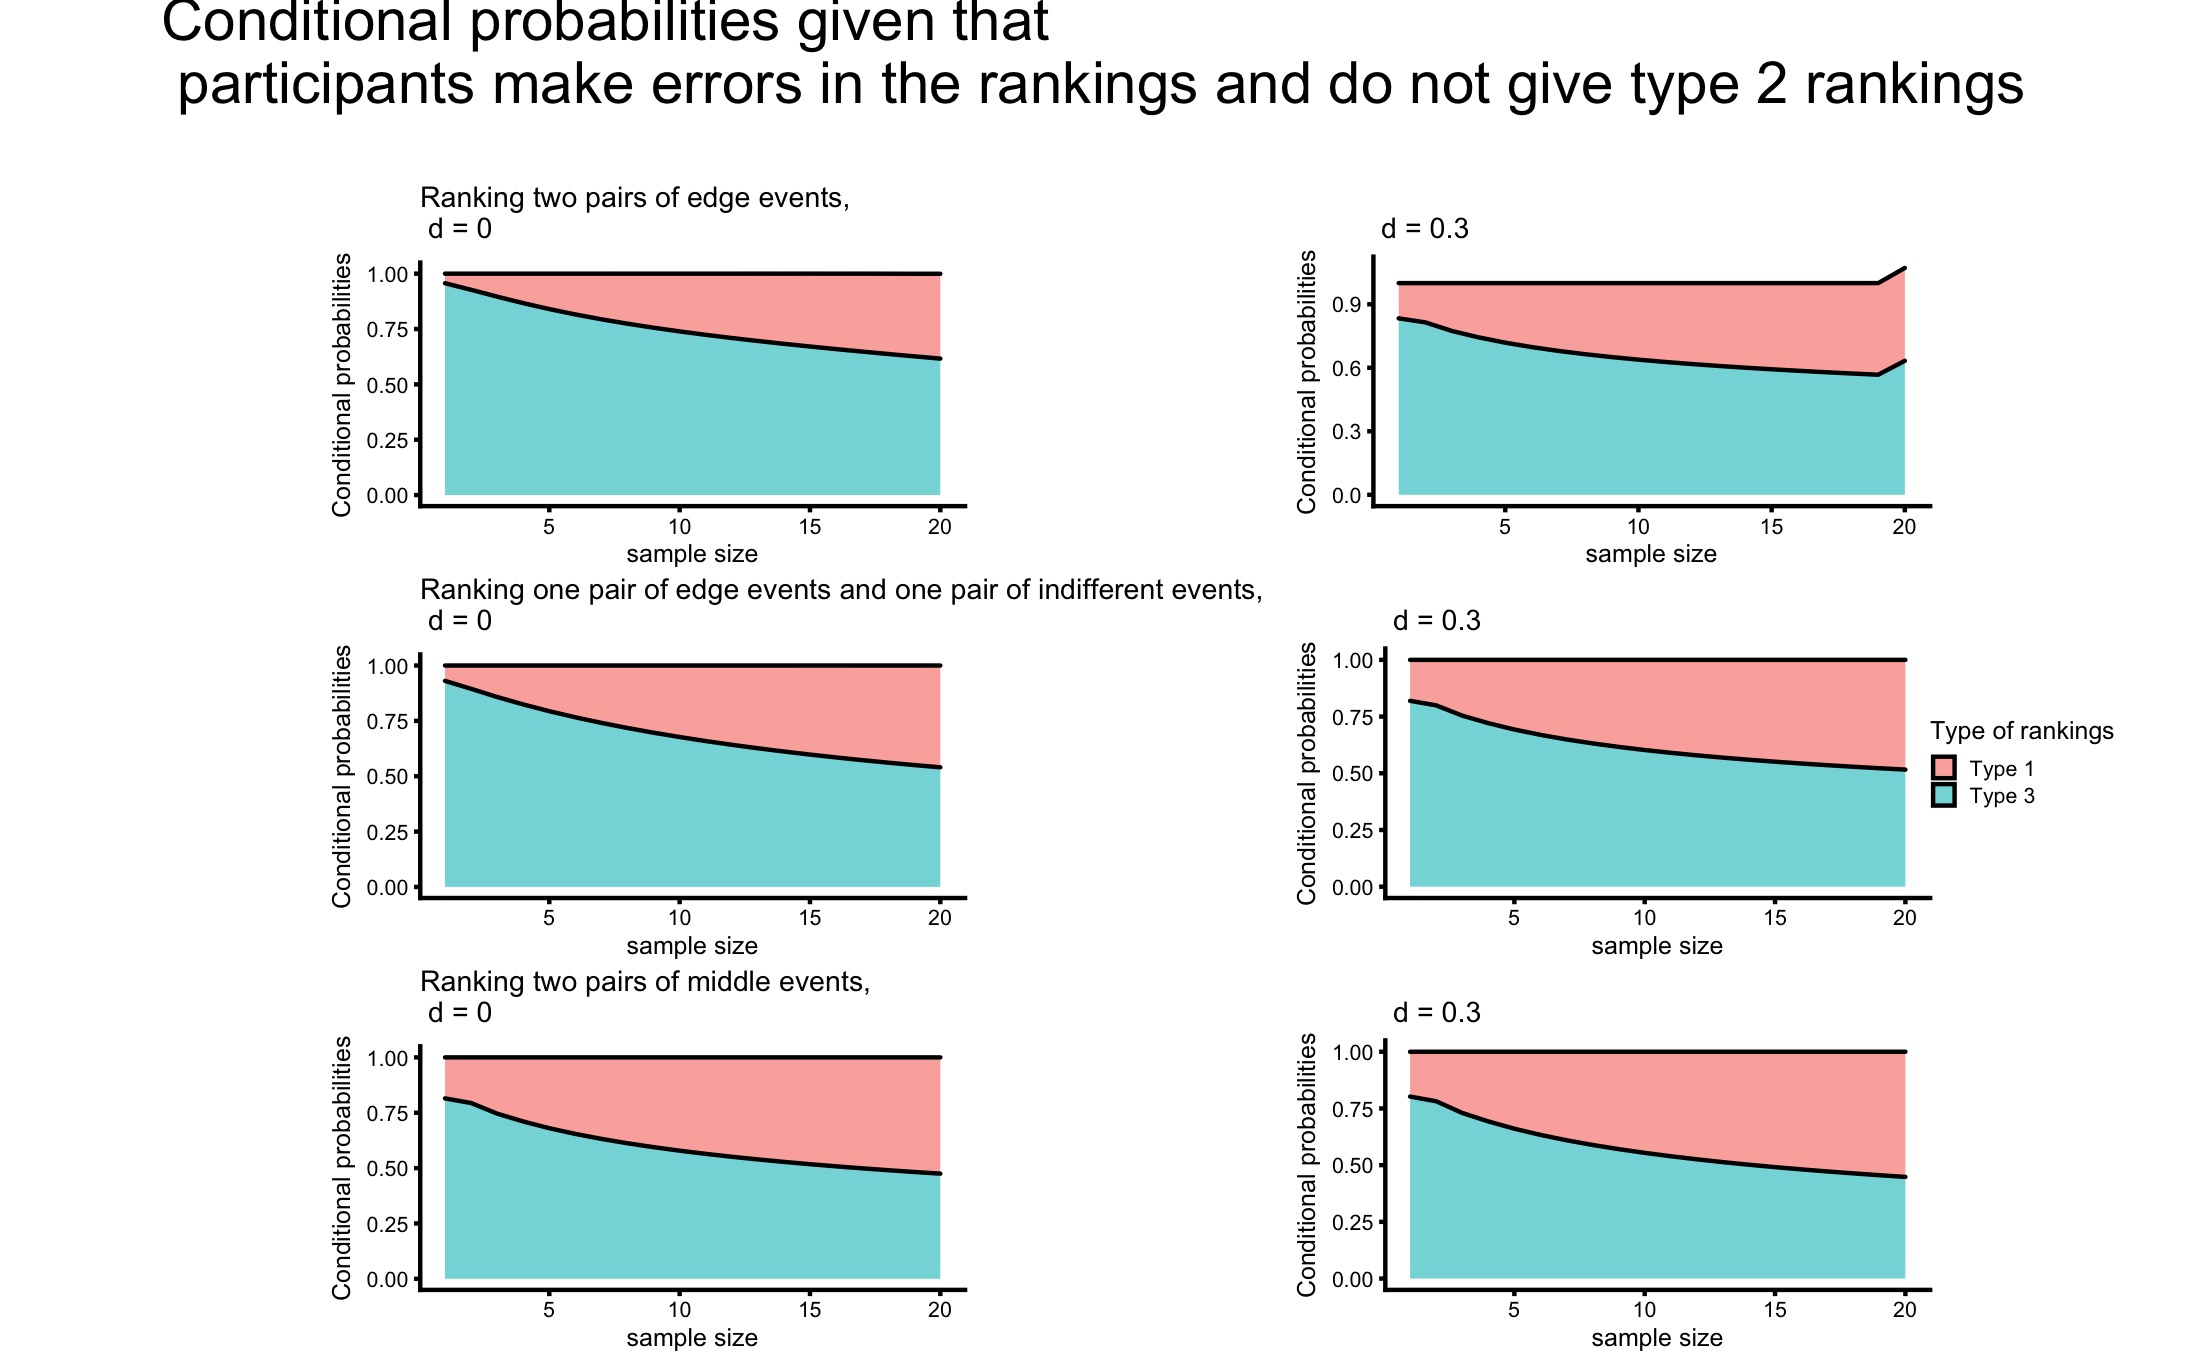 Conditional probabilities given that
participants make errors in the rankings and do not give type 2 rankings
Ranking two pairs of edge events,
d = 0
Conditional probabilities
1.00
0.75
0.50
0.25
0.00
5 10 15 20
sample size
d = 0.3
Conditional probabilities
0.9
0.6
0.3
0.0
5 10 15 20
sample size
Ranking one pair of edge events and one pair of indifferent events,
d = 0
Conditional probabilities
1.00
0.75
0.50
0.25
0.00
5 10 15 20
sample size
d = 0.3
Conditional probabilities
1.00
0.75
0.50
0.25
0.00
5 10 15 20
sample size
Type of rankings
Type 1
Type 3
Ranking two pairs of middle events,
d = 0
Conditional probabilities
1.00
0.75
0.50
0.25
0.00
5 10 15 20
sample size
d = 0.3
Conditional probabilities
1.00
0.75
0.50
0.25
0.00
5 10 15 20
sample size